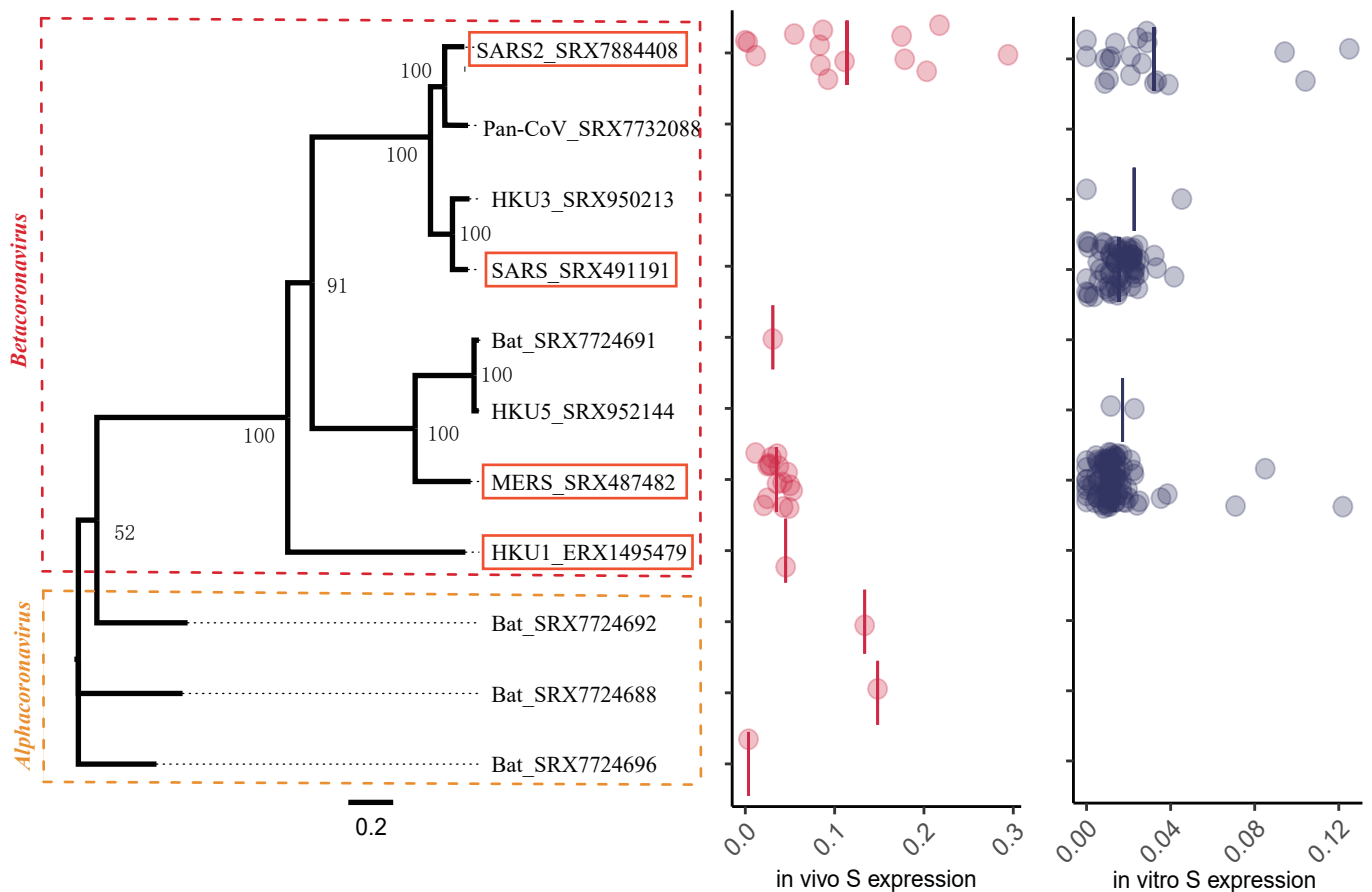 Betacoronavirus
Alphacoronavirus
SARS2_SRX7884408
Pan-CoV_SRX7732088
HKU3_SRX950213
SARS_SRX491191
Bat_SRX7724691
HKU5_SRX952144
MERS_SRX487482
HKU1_ERX1495479
Bat_SRX7724692
Bat_SRX7724688
Bat_SRX7724696
100
100
100
91
100
100
100
52
0.2
0.0
0.1
0.2
0.3
in vivo S expression
0.00
0.04
0.08
0.12
in vitro S expression